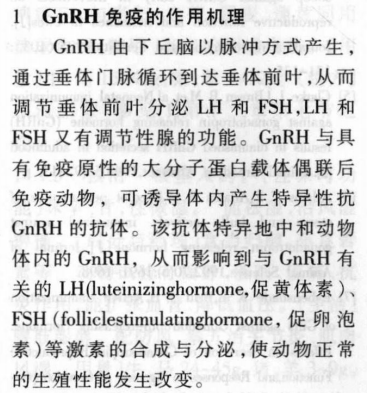 1 GnRH 免疫的作用机理
GnRH 由下丘脑以脉冲方式产生,
通过垂体门脉循环到达垂体前叶,从而
调节垂体前叶分泌 LH 和 FSH,LH 和
FSH 又有调节性腺的功能。GnRH 与具
有免疫原性的大分子蛋白载体偶联后
免疫动物，可诱导体内产生特异性抗
GnRH 的抗体。该抗体特异地中和动物
体内的 GnRH，从而影响到与 GnRH 有
关的 LH(luteinizinghormone,促黄体素)、
FSH (folliclestimulatinghormone，促卵泡
素)等激素的合成与分泌,使动物正常
的生殖性能发生改变。